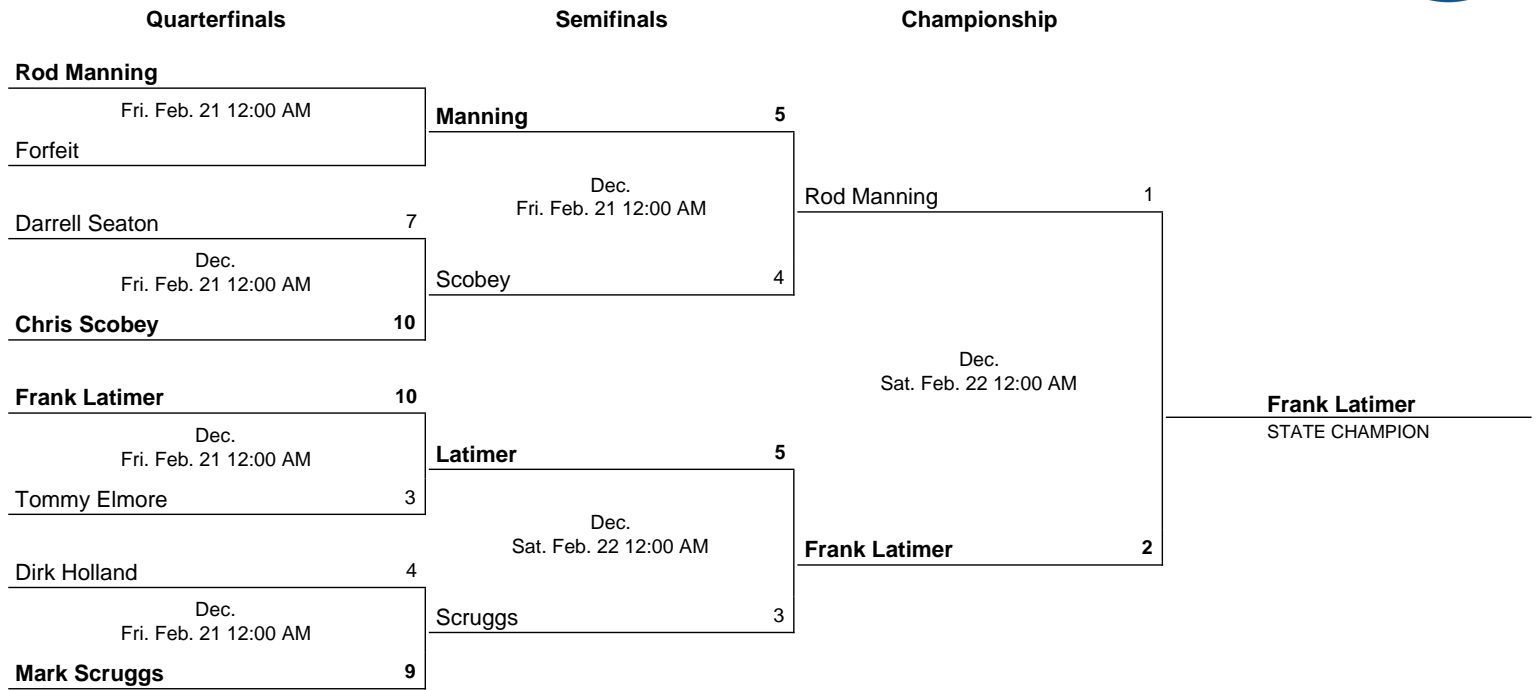 Quarterfinals Semifinals Championship
Rod Manning
Fri. Feb. 21 12:00 AM
Forfeit
Darrell Seaton 7
Dec.
Fri. Feb. 21 12:00 AM
Chris Scobey 10
Frank Latimer 10
Dec.
Fri. Feb. 21 12:00 AM
Tommy Elmore 3
Dirk Holland 4
Dec.
Fri. Feb. 21 12:00 AM
Mark Scruggs 9
Manning 5
Dec.
Fri. Feb. 21 12:00 AM
Scobey 4
Latimer 5
Dec.
Sat. Feb. 22 12:00 AM
Scruggs 3
Rod Manning 1
Dec.
Sat. Feb. 22 12:00 AM
Frank Latimer 2
Frank Latimer
STATE CHAMPION